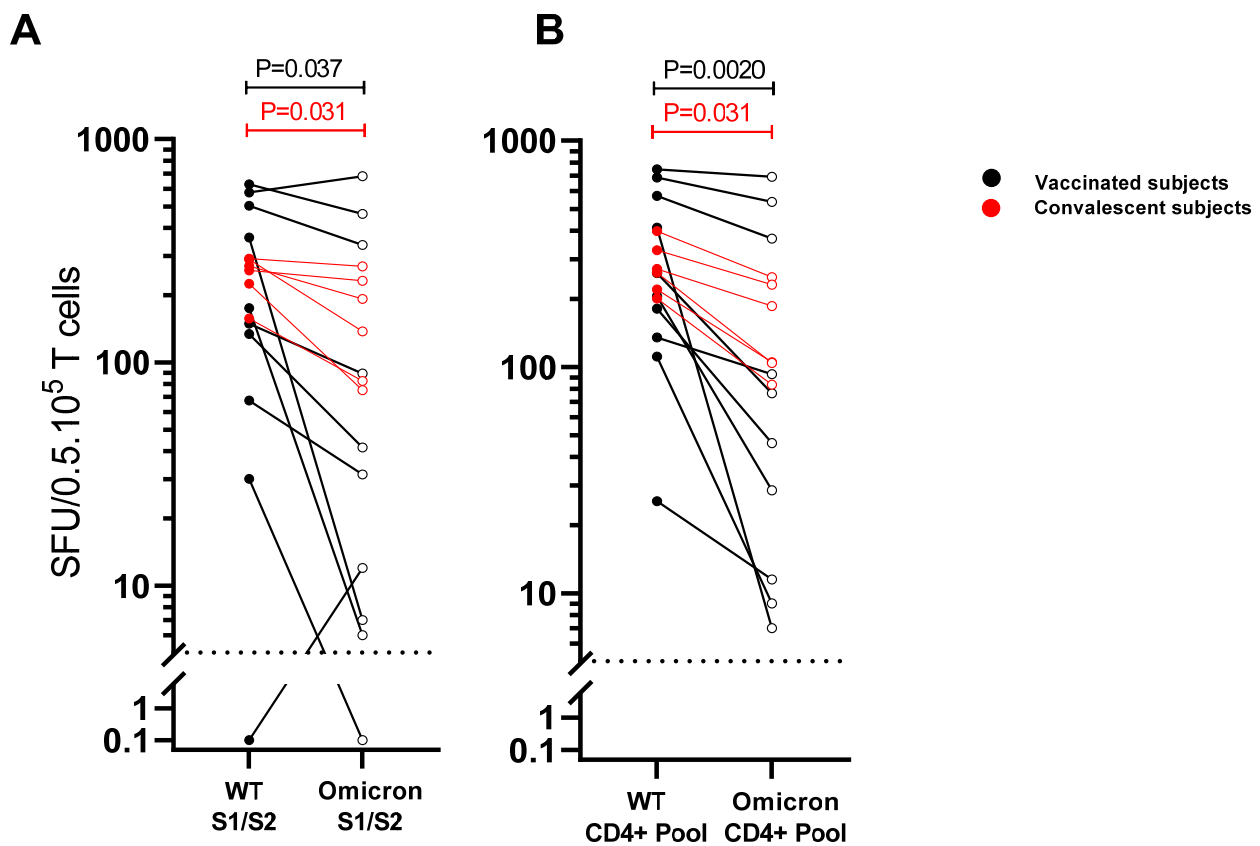 A
P=0.037
P=0.031
1000
100
10
1
0.1
SFU/0.5.10⁵ T cells
WT
S1/S2
Omicron
S1/S2
B
P=0.0020
P=0.031
1000
100
10
1
0.1
WT
CD4+ Pool
Omicron
CD4+ Pool
Vaccinated subjects
Convalescent subjects